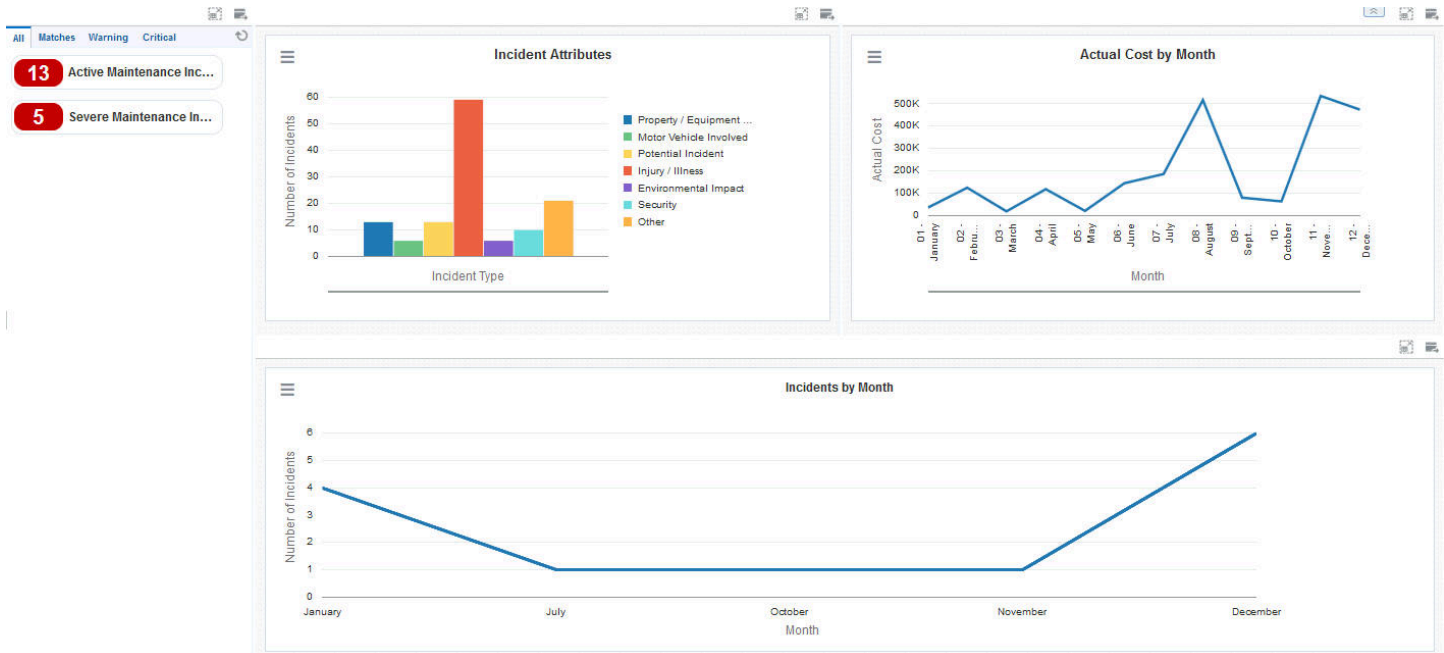 All Matches Warning Critical
13 Active Maintenance Inc...
5 Severe Maintenance In...
Incident Attributes
Number of Incidents
60
50
40
30
20
10
0
Incident Type
Property / Equipment ...
Motor Vehicle Involved
Potential Incident
Injury / Illness
Environmental Impact
Security
Other
Actual Cost by Month
Actual Cost
500K
400K
300K
200K
100K
0
01 -
January
02 -
Febru...
03 -
March
04 -
April
05 -
May
06 -
June
07 -
July
08 -
August
09 -
Sept...
10 -
October
11 -
Nove...
12 -
Dece...
Month
Incidents by Month
Number of Incidents
6
5
4
3
2
1
0
January July October November December
Month